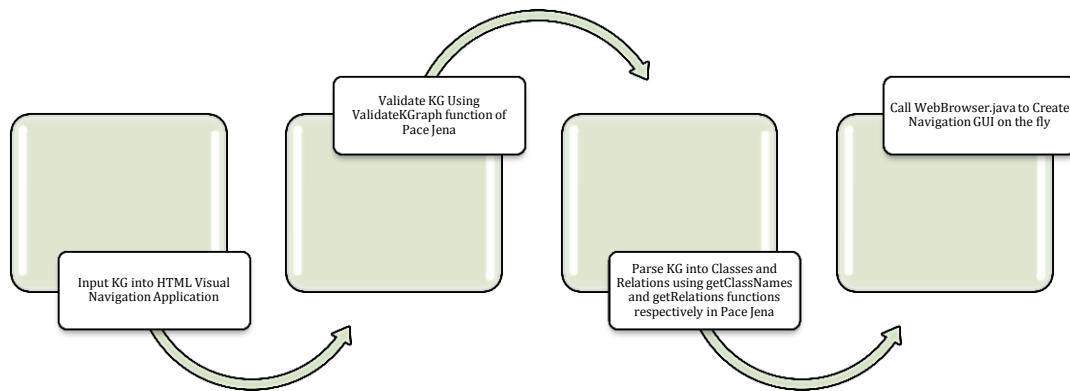 Input KG into HTML Visual
Navigation Application
Validate KG Using
ValidateKGraph function of
Pace Jena
Parse KG into Classes and
Relations using getClassNames
and getRelations functions
respectively in Pace Jena
Call WebBrowser.java to Create
Navigation GUI on the fly